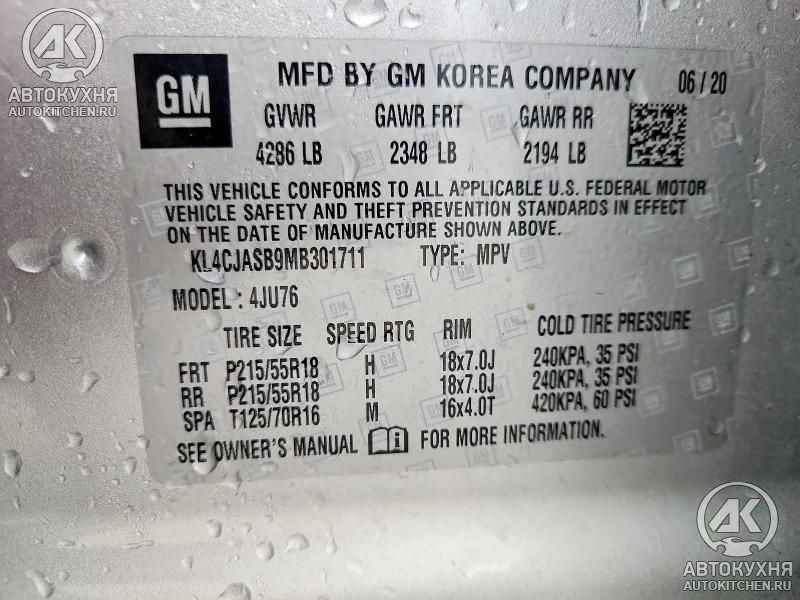 АК
АВТОКУХНЯ
AUTOKITCHEN.RU
GM
MFD BY GM KOREA COMPANY 06 / 20
GVWR GAWR FRT GAWR RR
4286 LB 2348 LB 2194 LB
THIS VEHICLE CONFORMS TO ALL APPLICABLE U.S. FEDERAL MOTOR
VEHICLE SAFETY AND THEFT PREVENTION STANDARDS IN EFFECT
ON THE DATE OF MANUFACTURE SHOWN ABOVE.
KL4CJASB9MB301711 TYPE: MPV
MODEL : 4JU76
TIRE SIZE SPEED RTG RIM COLD TIRE PRESSURE
FRT P215/55R18 H 18x7.0J 240KPA, 35 PSI
RR P215/55R18 H 18x7.0J 240KPA, 35 PSI
SPA T125/70R16 M 16x4.0T 420KPA, 60 PSI
SEE OWNER'S MANUAL i FOR MORE INFORMATION.
АК
АВТОКУХНЯ
AUTOKITCHEN.RU